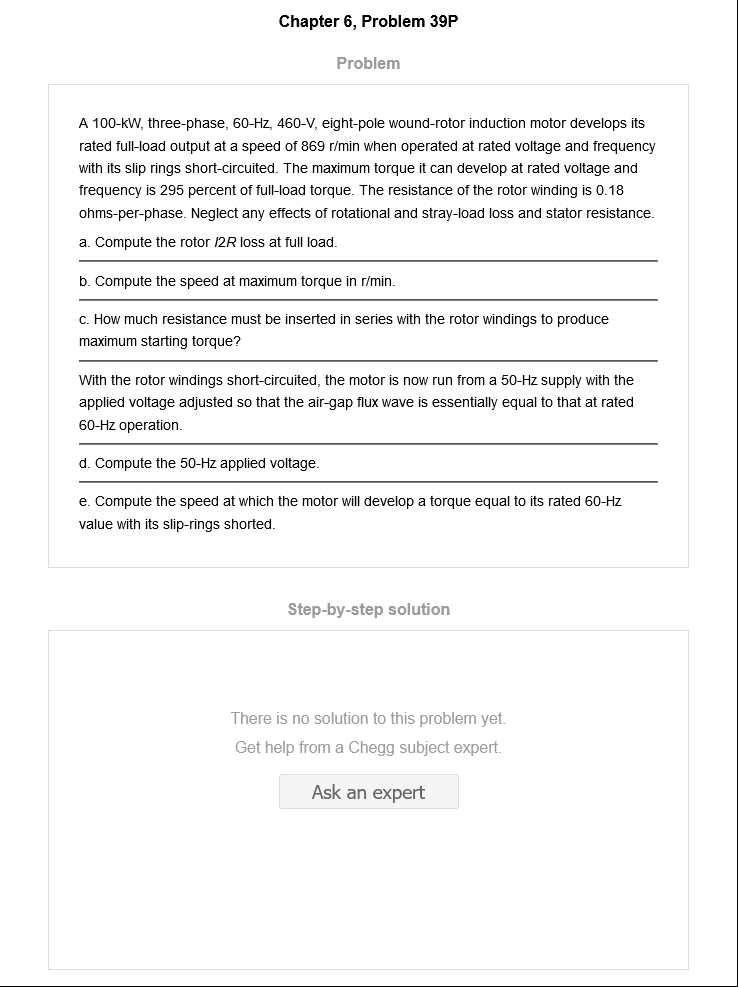 Chapter 6, Problem 39P
Problem
A 100-kW, three-phase, 60-Hz, 460-V, eight-pole wound-rotor induction motor develops its
rated full-load output at a speed of 869 r/min when operated at rated voltage and frequency
with its slip rings short-circuited. The maximum torque it can develop at rated voltage and
frequency is 295 percent of full-load torque. The resistance of the rotor winding is 0.18
ohms-per-phase. Neglect any effects of rotational and stray-load loss and stator resistance.
a. Compute the rotor I2R loss at full load.
b. Compute the speed at maximum torque in r/min.
c. How much resistance must be inserted in series with the rotor windings to produce
maximum starting torque?
With the rotor windings short-circuited, the motor is now run from a 50-Hz supply with the
applied voltage adjusted so that the air-gap flux wave is essentially equal to that at rated
60-Hz operation.
d. Compute the 50-Hz applied voltage.
e. Compute the speed at which the motor will develop a torque equal to its rated 60-Hz
value with its slip-rings shorted.
Step-by-step solution
There is no solution to this problem yet.
Get help from a Chegg subject expert.
Ask an expert